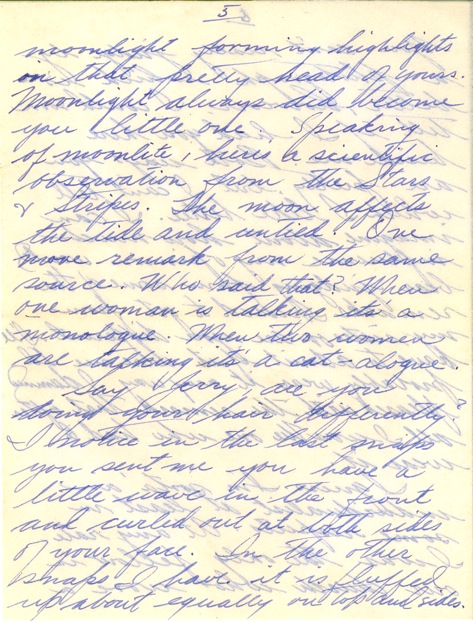 5
moonlight forming highlights
on that pretty head of yours.
Moonlight always did become
you little one. Speaking
of moonlite, here's a scientific
observation from the Stars
& Stripes. The moon affects
the tide and untied. One
more remark from the same
source. Who said that? When
one woman is talking its a
monologue. When two women
are talking it's a cat-alogue.
Say Jerry are you
doing your hair differently?
I notice in the last snaps
you sent me you have a
little wave in the front
and curled out at both sides
of your face. In the other
snaps I have it is fluffed
up about equally on top and sides.